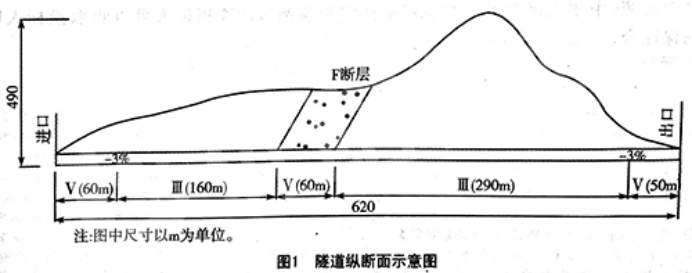 F断层
490
进口
出口
-3%
-3%
Ⅴ(60m)
Ⅲ(160m)
Ⅴ(60m)
Ⅲ(290m)
Ⅴ(50m)
620
注:图中尺寸以m为单位。
图1 隧道纵断面示意图